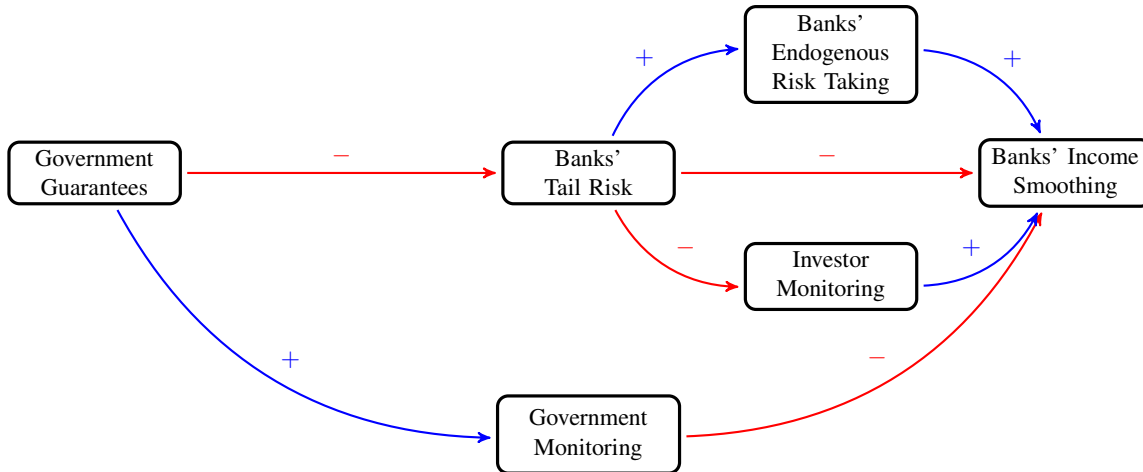 Banks'
Endogenous
Risk Taking
+
+
Government
Guarantees
−
Banks'
Tail Risk
−
Banks' Income
Smoothing
−
Investor
Monitoring
+
+
−
Government
Monitoring